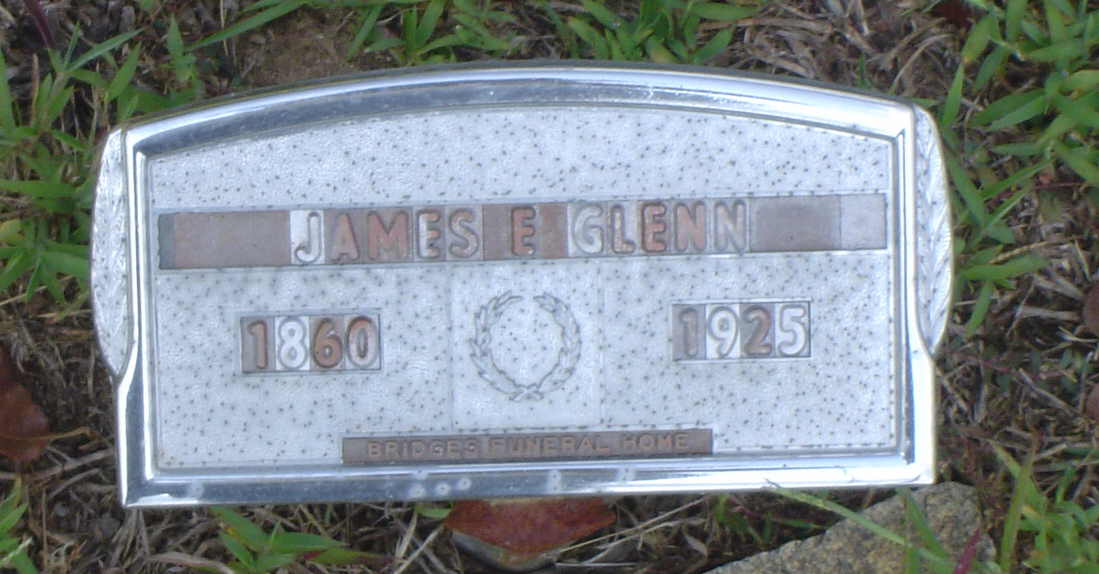 JAMES E GLENN
1860 1925
BRIDGES FUNERAL HOME